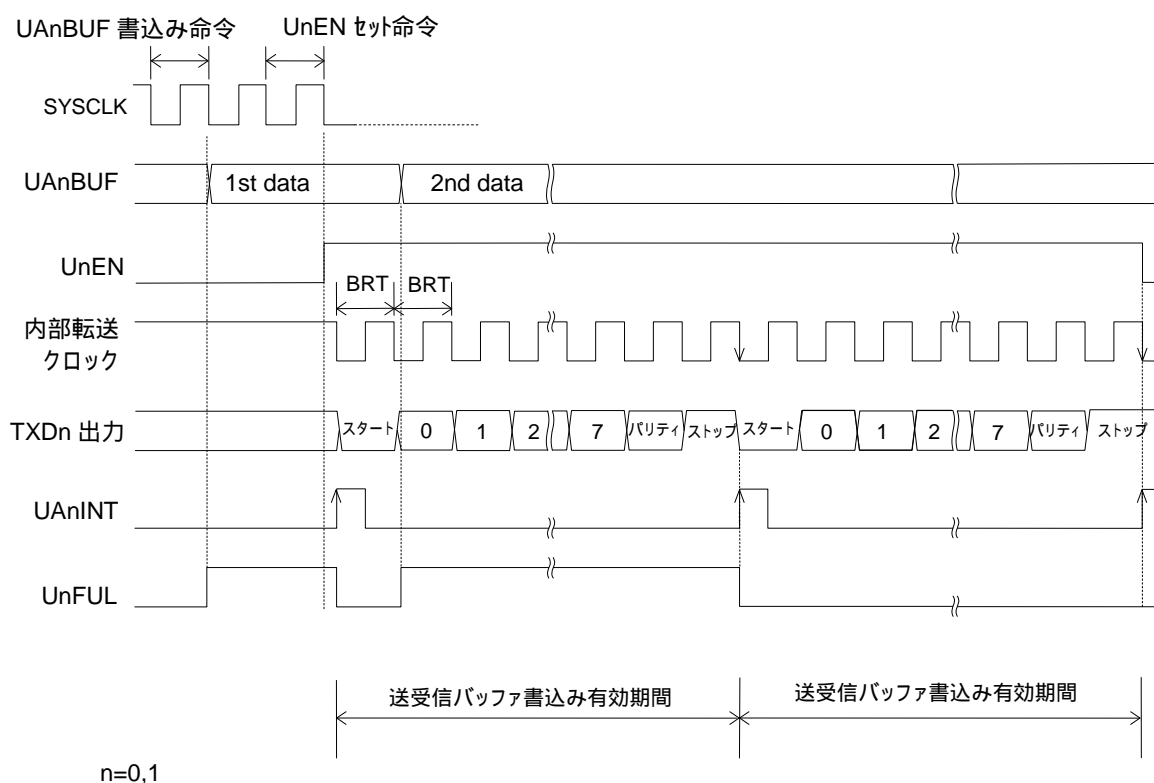 UAnBUF 書込み命令 UnEN セット命令
SYSCLK
UAnBUF 1st data 2nd data
UnEN
BRT BRT
内部転送
クロック
TXDn 出力 スタート 0 1 2 7 パリティ ストップ スタート 0 1 2 7 パリティ ストップ
UAnINT
UnFUL
送受信バッファ書込み有効期間 送受信バッファ書込み有効期間
n=0,1